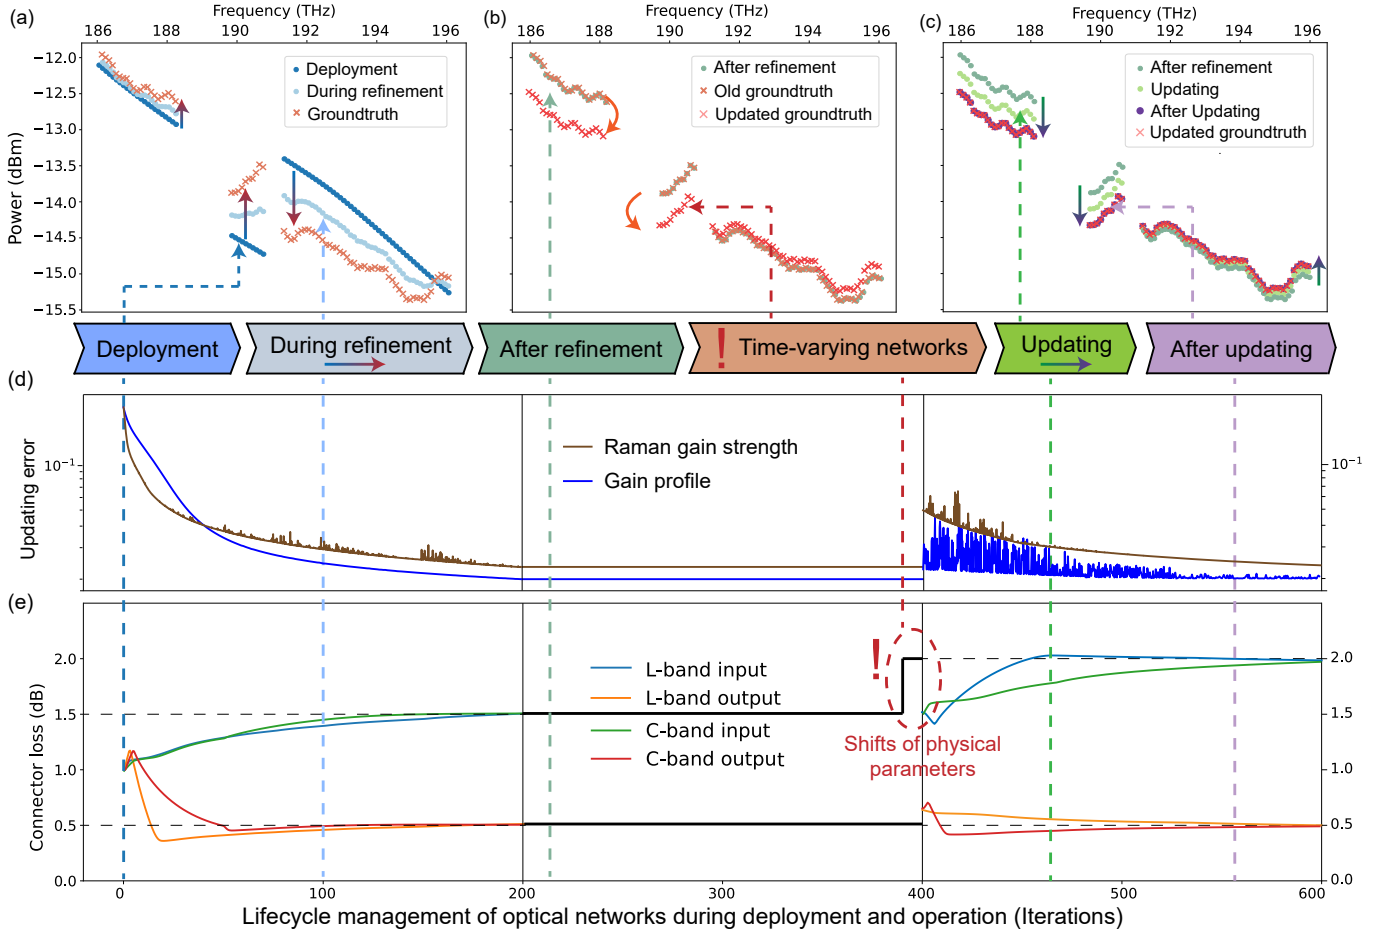 (a)
Frequency (THz)
186 188 190 192 194 196
−12.0
−12.5
−13.0
−13.5
−14.0
−14.5
−15.0
−15.5
Power (dBm)
Deployment
During refinement
Groundtruth
(b)
Frequency (THz)
186 188 190 192 194 196
After refinement
Old groundtruth
Updated groundtruth
(c)
Frequency (THz)
186 188 190 192 194 196
After refinement
Updating
After Updating
Updated groundtruth
Deployment
During refinement
After refinement
! Time-varying networks
Updating
After updating
(d)
Updating error
10⁻¹
Raman gain strength
Gain profile
10⁻¹
(e)
Connector loss (dB)
2.0
1.5
1.0
0.5
0.0
L-band input
L-band output
C-band input
C-band output
!
Shifts of physical
parameters
2.0
1.5
1.0
0.5
0.0
0 100 200 300 400 500 600
Lifecycle management of optical networks during deployment and operation (Iterations)